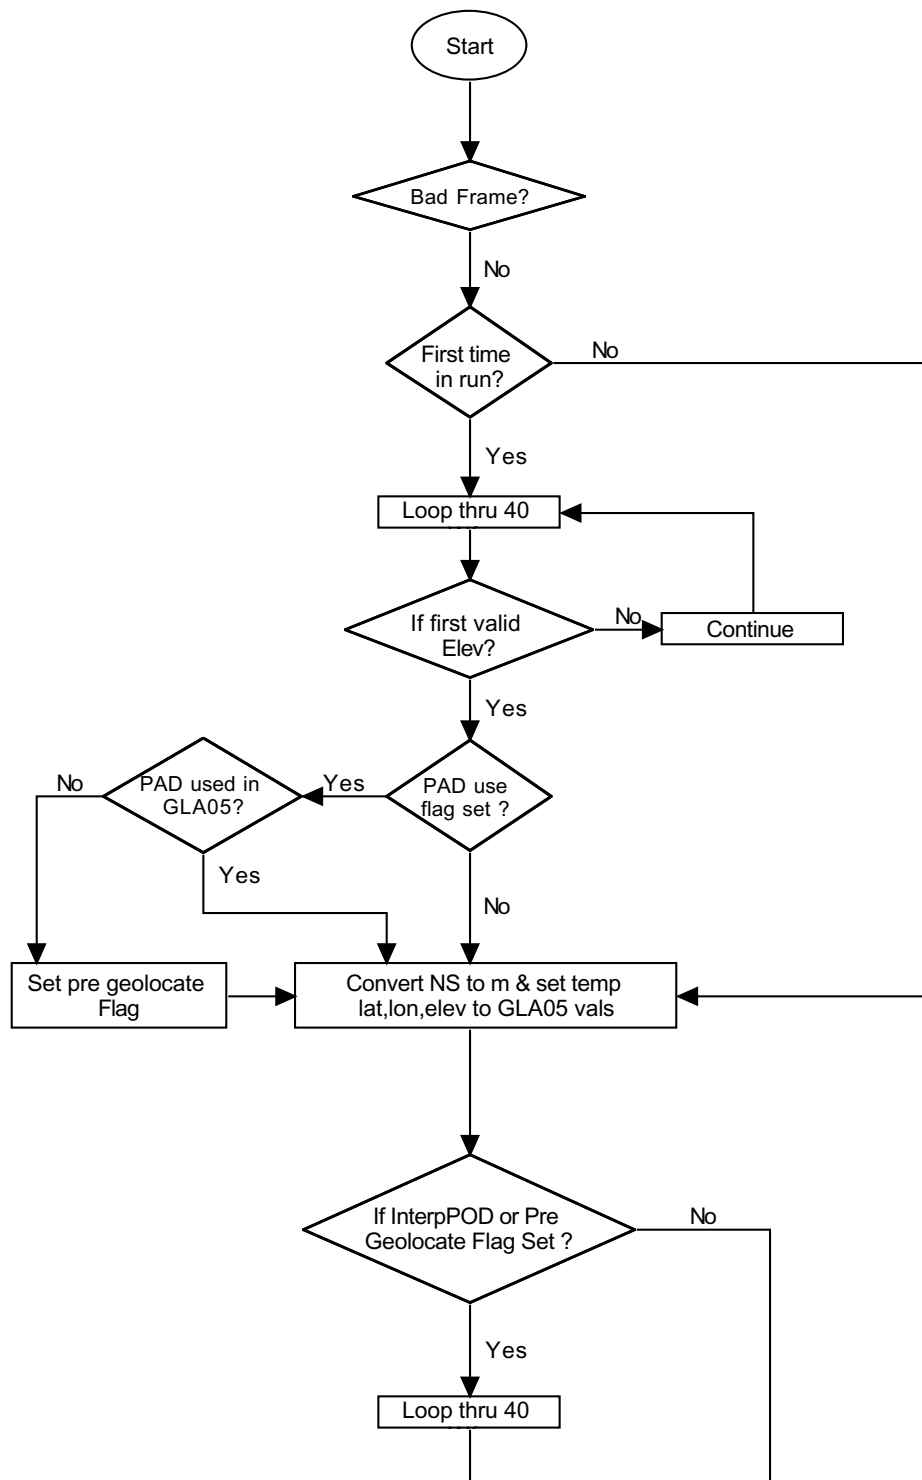 Start
Bad Frame?
No
First time
in run?
No
Yes
Loop thru 40
If first valid
Elev?
No
Continue
Yes
No
PAD used in
GLA05?
Yes
PAD use
flag set ?
Yes
No
Set pre geolocate
Flag
Convert NS to m & set temp
lat,lon,elev to GLA05 vals
If InterpPOD or Pre
Geolocate Flag Set ?
No
Yes
Loop thru 40